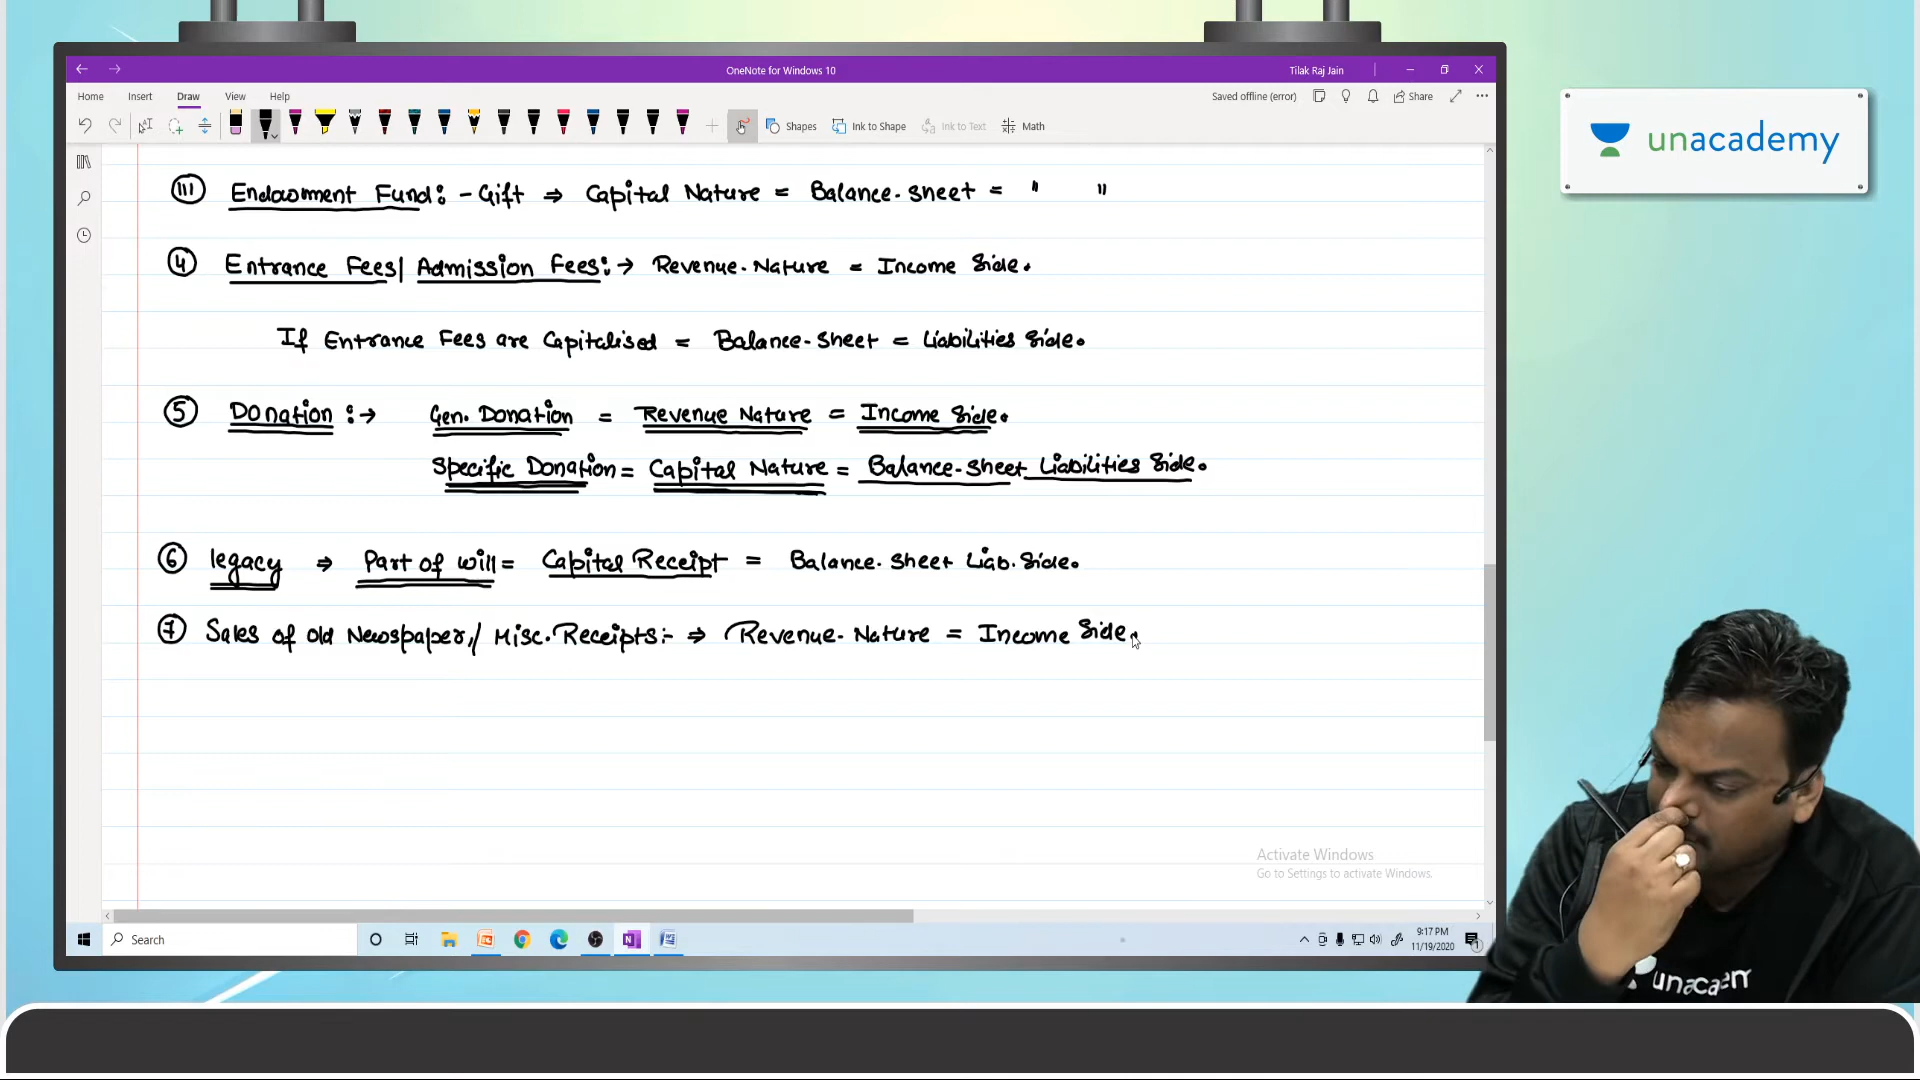 OneNote for Windows 10
Tilak Raj Jain
Home Insert Draw View Help
Saved offline (error)
Share
Shapes
Ink to Shape
Ink to Text
Math
unacademy
(III) Endowment Fund:- Gift ⇒ Capital Nature = Balance-sheet = " "
④ Entrance Fees| Admission Fees:→ Revenue-Nature = Income Side.
If Entrance Fees are Capitalised = Balance-sheet = Liabilities Side.
⑤ Donation :→ Gen. Donation = Revenue Nature = Income Side.
Specific Donation = Capital Nature = Balance-sheet Liabilities Side.
⑥ legacy ⇒ Part of will = Capital Receipt = Balance-sheet Liab. Side.
⑦ Sales of old Newspaper/ Misc. Receipts:- ⇒ Revenue-Nature = Income Side.
Activate Windows
Go to Settings to activate Windows.
Search
9:17 PM
11/19/2020
unacadem